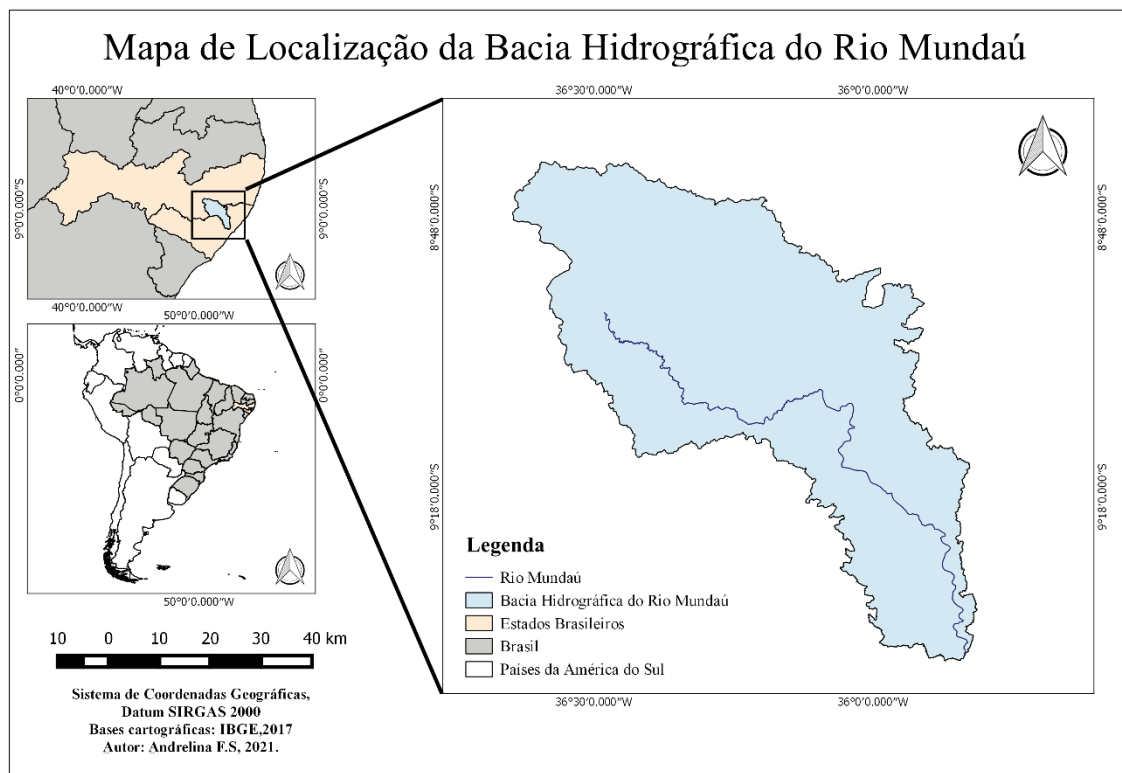 Mapa de Localização da Bacia Hidrográfica do Rio Mundaú
40°0'0.000"W
9°0'0.000"S
9°0'0.000"S
40°0'0.000"W
50°0'0.000"W
0°0'0.000"
0°0'0.000"
50°0'0.000"W
10 0 10 20 30 40 km
Sistema de Coordenadas Geográficas,
Datum SIRGAS 2000
Bases cartográficas: IBGE,2017
Autor: Andrelina F.S, 2021.
36°30'0.000"W 36°0'0.000"W
8°48'0.000"S
8°48'0.000"S
9°18'0.000"S
9°18'0.000"S
Legenda
Rio Mundaú
Bacia Hidrográfica do Rio Mundaú
Estados Brasileiros
Brasil
Países da América do Sul
36°30'0.000"W 36°0'0.000"W